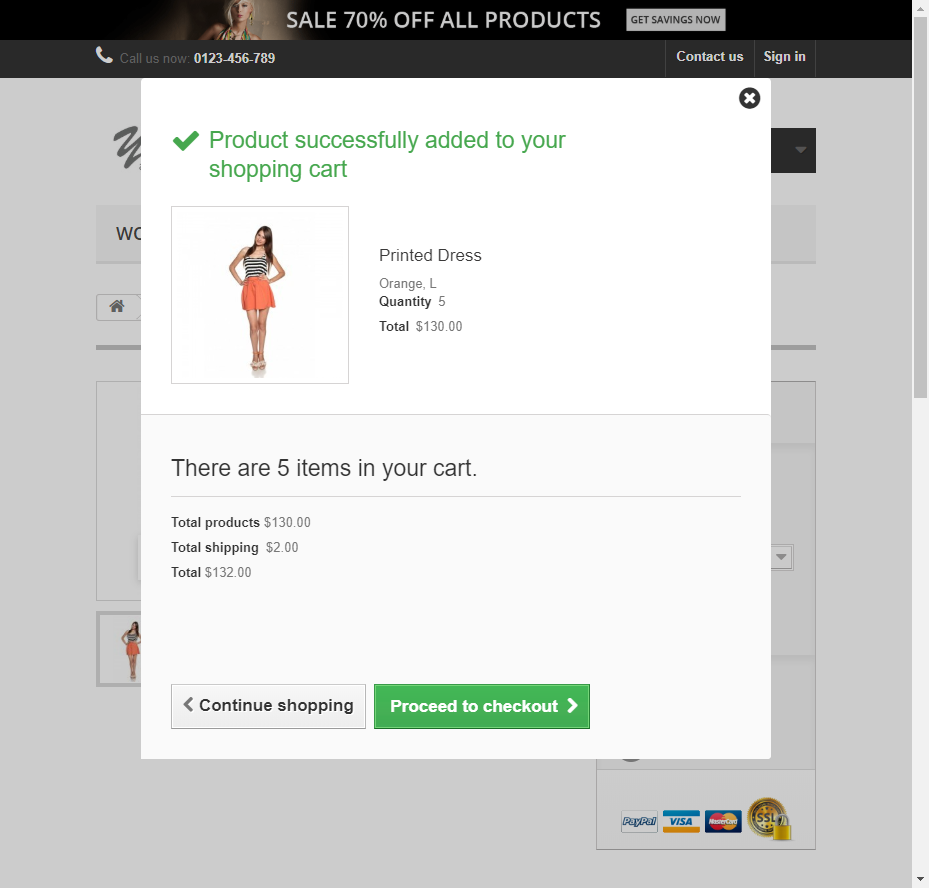 SALE 70% OFF ALL PRODUCTS GET SAVINGS NOW
Call us now: 0123-456-789 Contact us Sign in
Product successfully added to your
shopping cart
Printed Dress
Orange, L
Quantity 5
Total $130.00
There are 5 items in your cart.
Total products $130.00
Total shipping $2.00
Total $132.00
Continue shopping Proceed to checkout
PayPal VISA MasterCard SSL